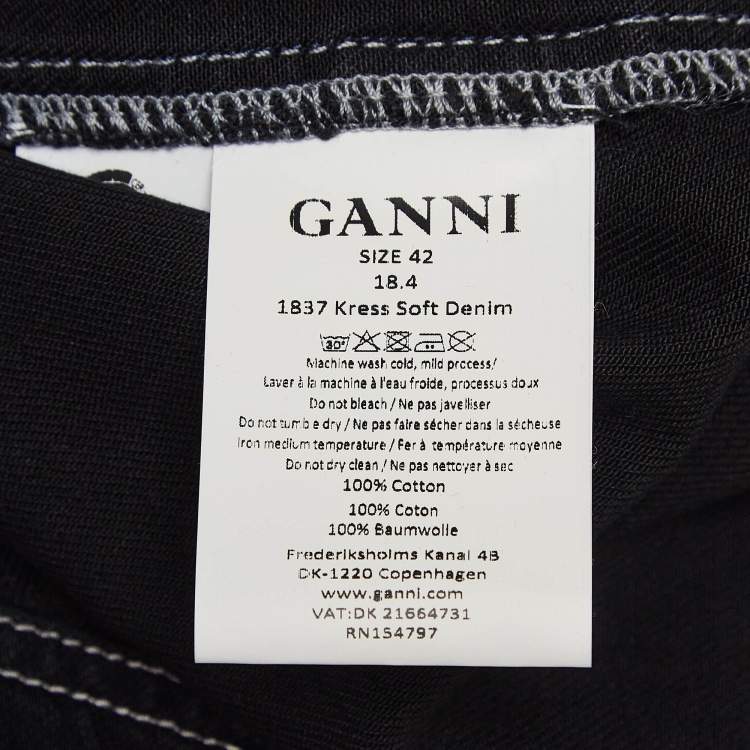 GANNI
SIZE 42
18.4
1837 Kress Soft Denim
30°
Machine wash cold, mild process/
Laver à la machine à l'eau froide, processus doux
Do not bleach / Ne pas javelliser
Do not tumble dry / Ne pas faire sécher dans la sécheuse
Iron medium temperature / Fer à température moyenne
Do not dry clean / Ne pas nettoyer à sec
100% Cotton
100% Coton
100% Baumwolle
Frederiksholms Kanal 4B
DK-1220 Copenhagen
www.ganni.com
VAT:DK 21664731
RN154797